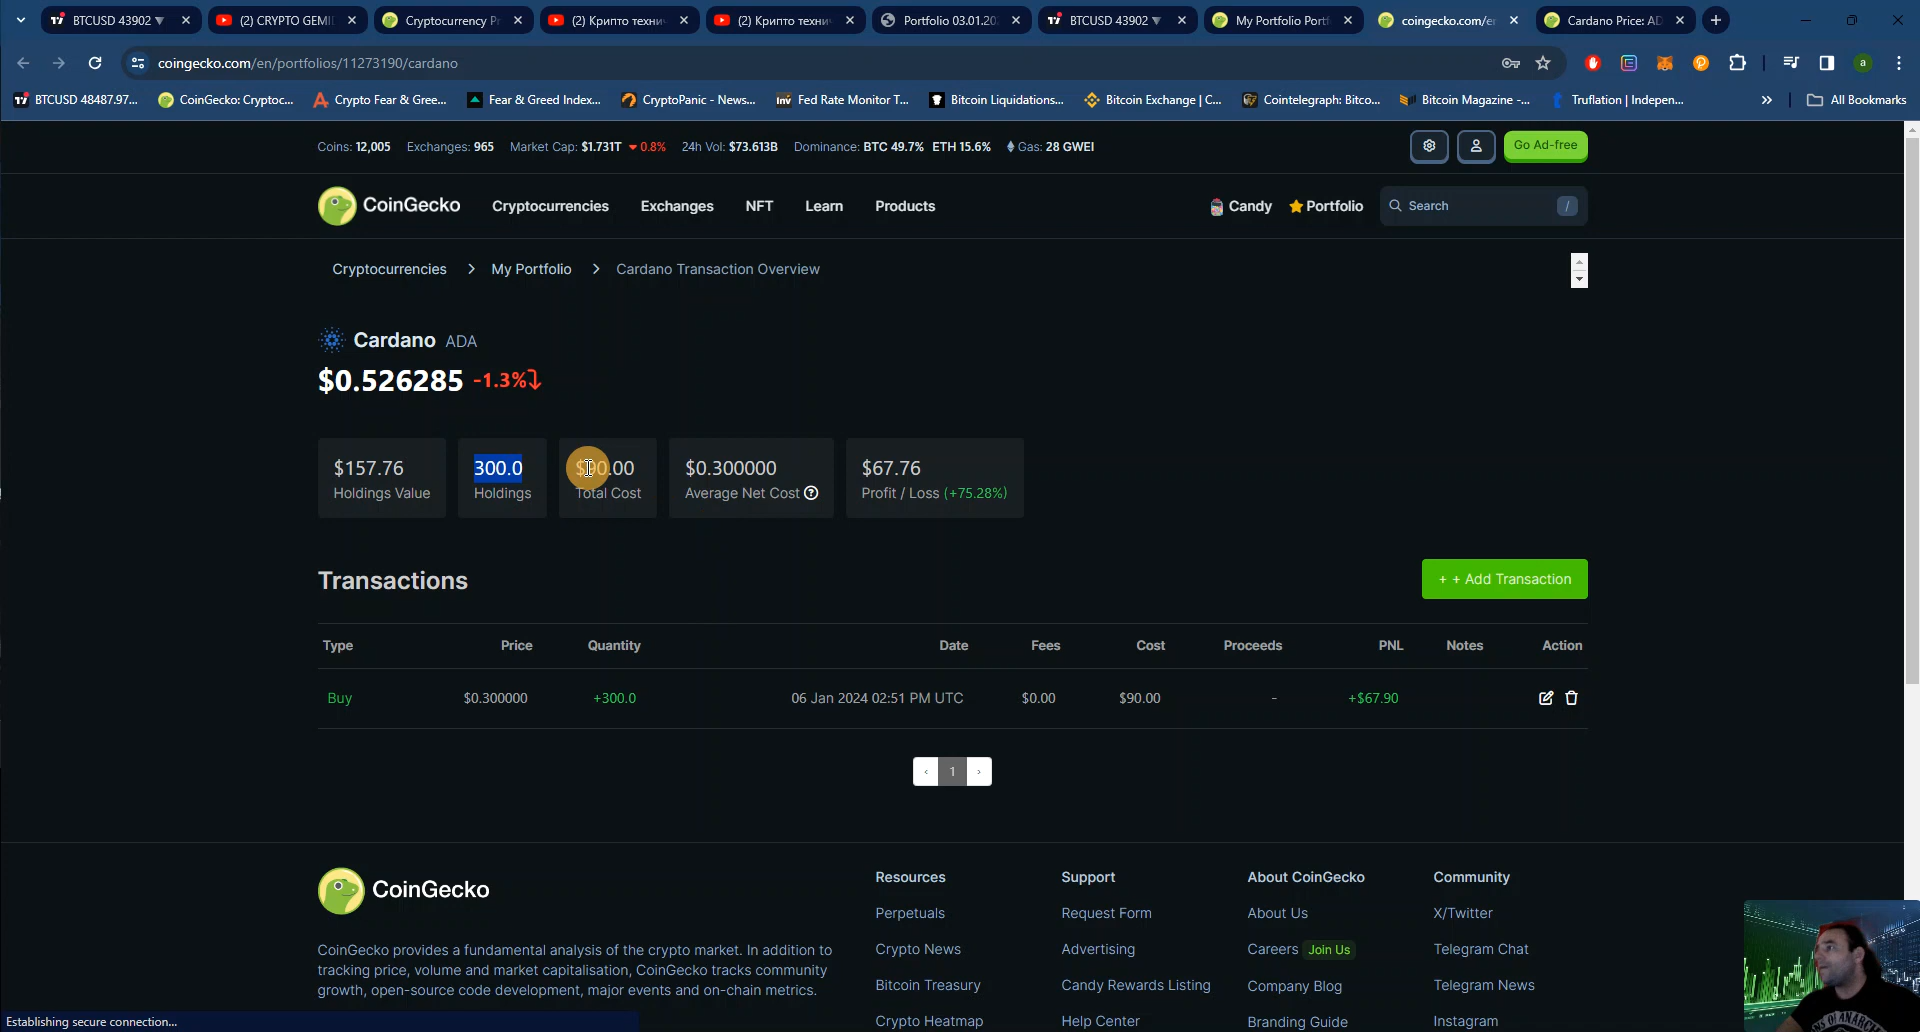 BTCUSD 43902 ▼
(2) CRYPTO GEMI
Cryptocurrency Pr
(2) Крипто техни
(2) Крипто техни
Portfolio 03.01.20
BTCUSD 43902 ▼
My Portfolio Port
coingecko.com/en
Cardano Price: AD
coingecko.com/en/portfolios/11273190/cardano
BTCUSD 48487.97...
CoinGecko: Cryptoc...
Crypto Fear & Gree...
Fear & Greed Index...
CryptoPanic - News...
Inv Fed Rate Monitor T...
Bitcoin Liquidations...
Bitcoin Exchange | C...
Cointelegraph: Bitco...
Bitcoin Magazine -...
Truflation | Indepen...
» All Bookmarks
Coins: 12,005 Exchanges: 965 Market Cap: $1.731T ▼0.8% 24h Vol: $73.613B Dominance: BTC 49.7% ETH 15.6% Gas: 28 GWEI
Go Ad-free
CoinGecko
Cryptocurrencies Exchanges NFT Learn Products
Candy Portfolio Search /
Cryptocurrencies > My Portfolio > Cardano Transaction Overview
Cardano ADA
$0.526285 -1.3%
$157.76
Holdings Value
300.0
Holdings
$90.00
Total Cost
$0.300000
Average Net Cost ?
$67.76
Profit / Loss (+75.28%)
Transactions
+ + Add Transaction
Type Price Quantity Date Fees Cost Proceeds PNL Notes Action
Buy $0.300000 +300.0 06 Jan 2024 02:51 PM UTC $0.00 $90.00 - +$67.90
‹ 1 ›
CoinGecko
CoinGecko provides a fundamental analysis of the crypto market. In addition to
tracking price, volume and market capitalisation, CoinGecko tracks community
growth, open-source code development, major events and on-chain metrics.
Resources
Perpetuals
Crypto News
Bitcoin Treasury
Crypto Heatmap
Support
Request Form
Advertising
Candy Rewards Listing
Help Center
About CoinGecko
About Us
Careers Join Us
Company Blog
Branding Guide
Community
X/Twitter
Telegram Chat
Telegram News
Instagram
Establishing secure connection...